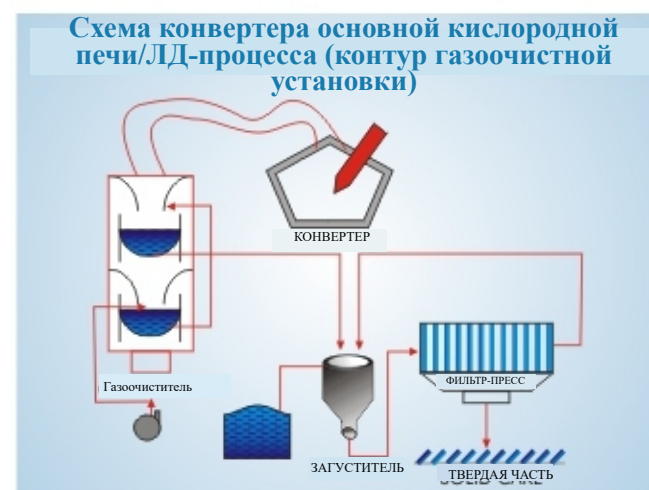 Схема конвертера основной кислородной
печи/ЛД-процесса (контур газоочистной
установки)
КОНВЕРТЕР
Газоочиститель
ФИЛЬТР-ПРЕСС
ЗАГУСТИТЕЛЬ
ТВЕРДАЯ ЧАСТЬ